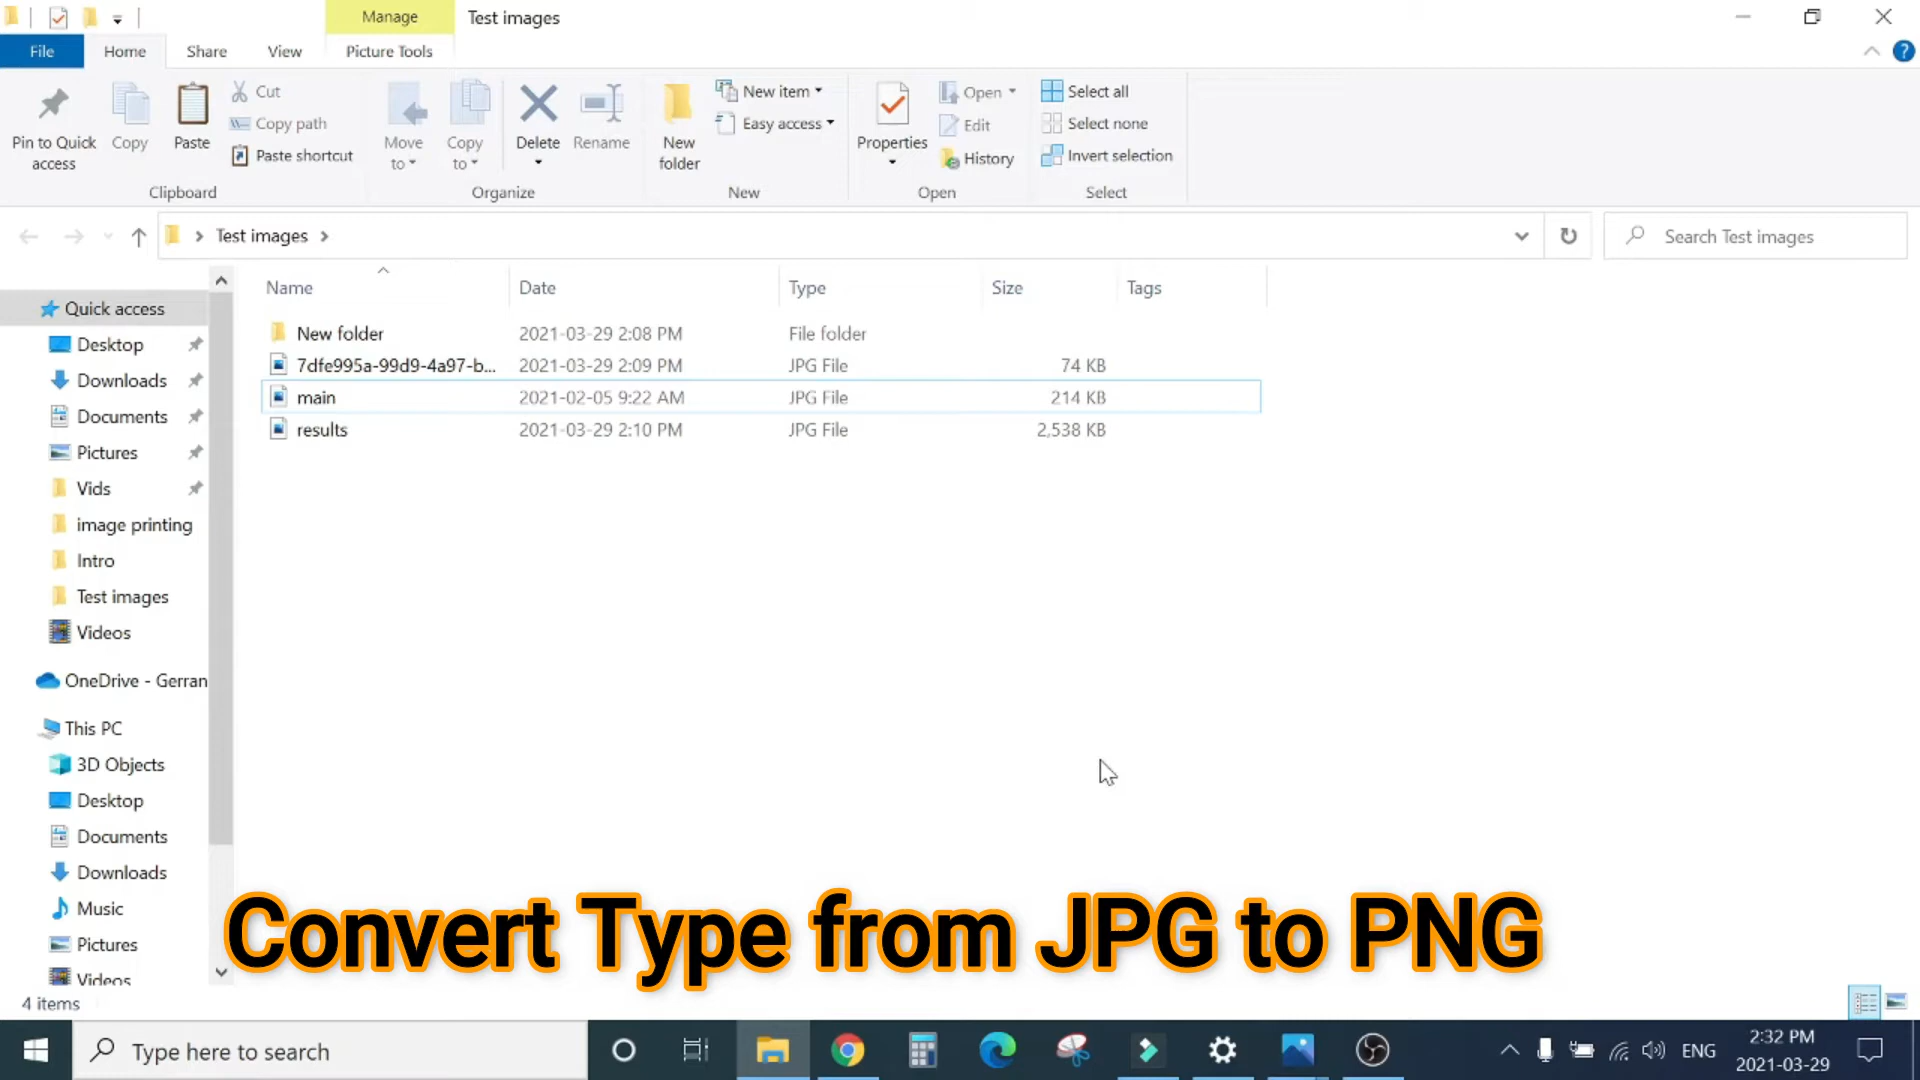 Manage
Test images
File
Home
Share
View
Picture Tools
Pin to Quick access
Copy
Paste
Cut
Copy path
Paste shortcut
Clipboard
Move to
Copy to
Delete
Rename
Organize
New folder
New item
Easy access
New
Properties
Open
Edit
History
Open
Select all
Select none
Invert selection
Select
Test images
Search Test images
Name
Date
Type
Size
Tags
New folder 2021-03-29 2:08 PM File folder
7dfe995a-99d9-4a97-b... 2021-03-29 2:09 PM JPG File 74 KB
main 2021-02-05 9:22 AM JPG File 214 KB
results 2021-03-29 2:10 PM JPG File 2,538 KB
Quick access
Desktop
Downloads
Documents
Pictures
Vids
image printing
Intro
Test images
Videos
OneDrive - Gerran
This PC
3D Objects
Desktop
Documents
Downloads
Music
Pictures
Videos
Convert Type from JPG to PNG
4 items
Type here to search
ENG
2:32 PM
2021-03-29